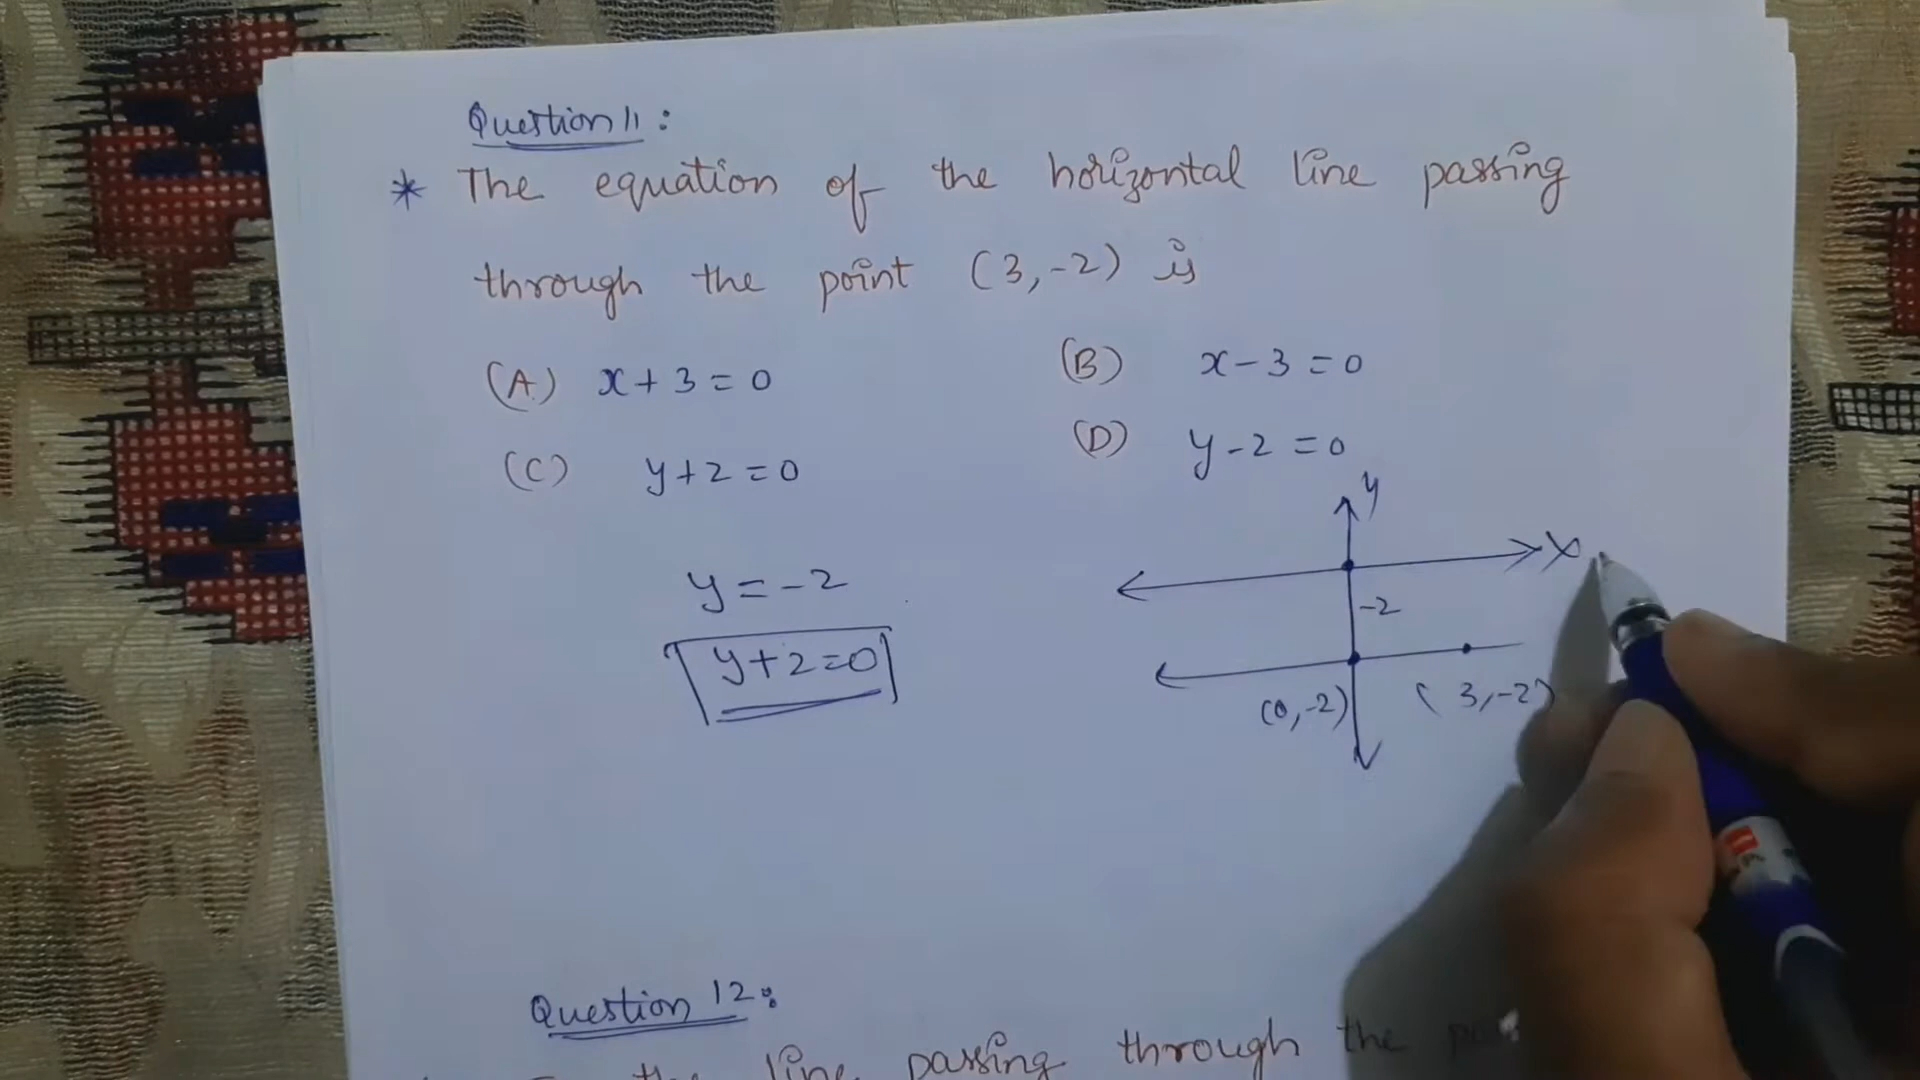 Question 11 :
* The equation of the horizontal line passing
through the point (3,-2) is
(A) x + 3 = 0
(B) x - 3 = 0
(C) y + 2 = 0
(D) y - 2 = 0
y
x
y = -2
-2
y + 2 = 0
(0,-2)
(3,-2)
Question 12 :
the line passing through the